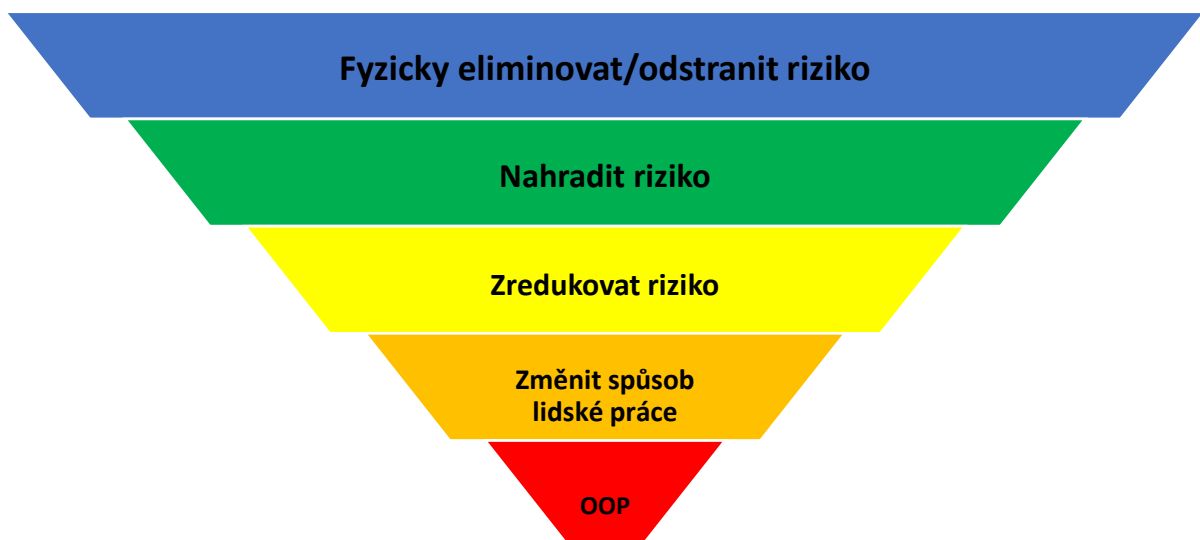 Fyzicky eliminovat/odstranit riziko
Nahradit riziko
Zredukovat riziko
Změnit spůsob
lidské práce
OOP